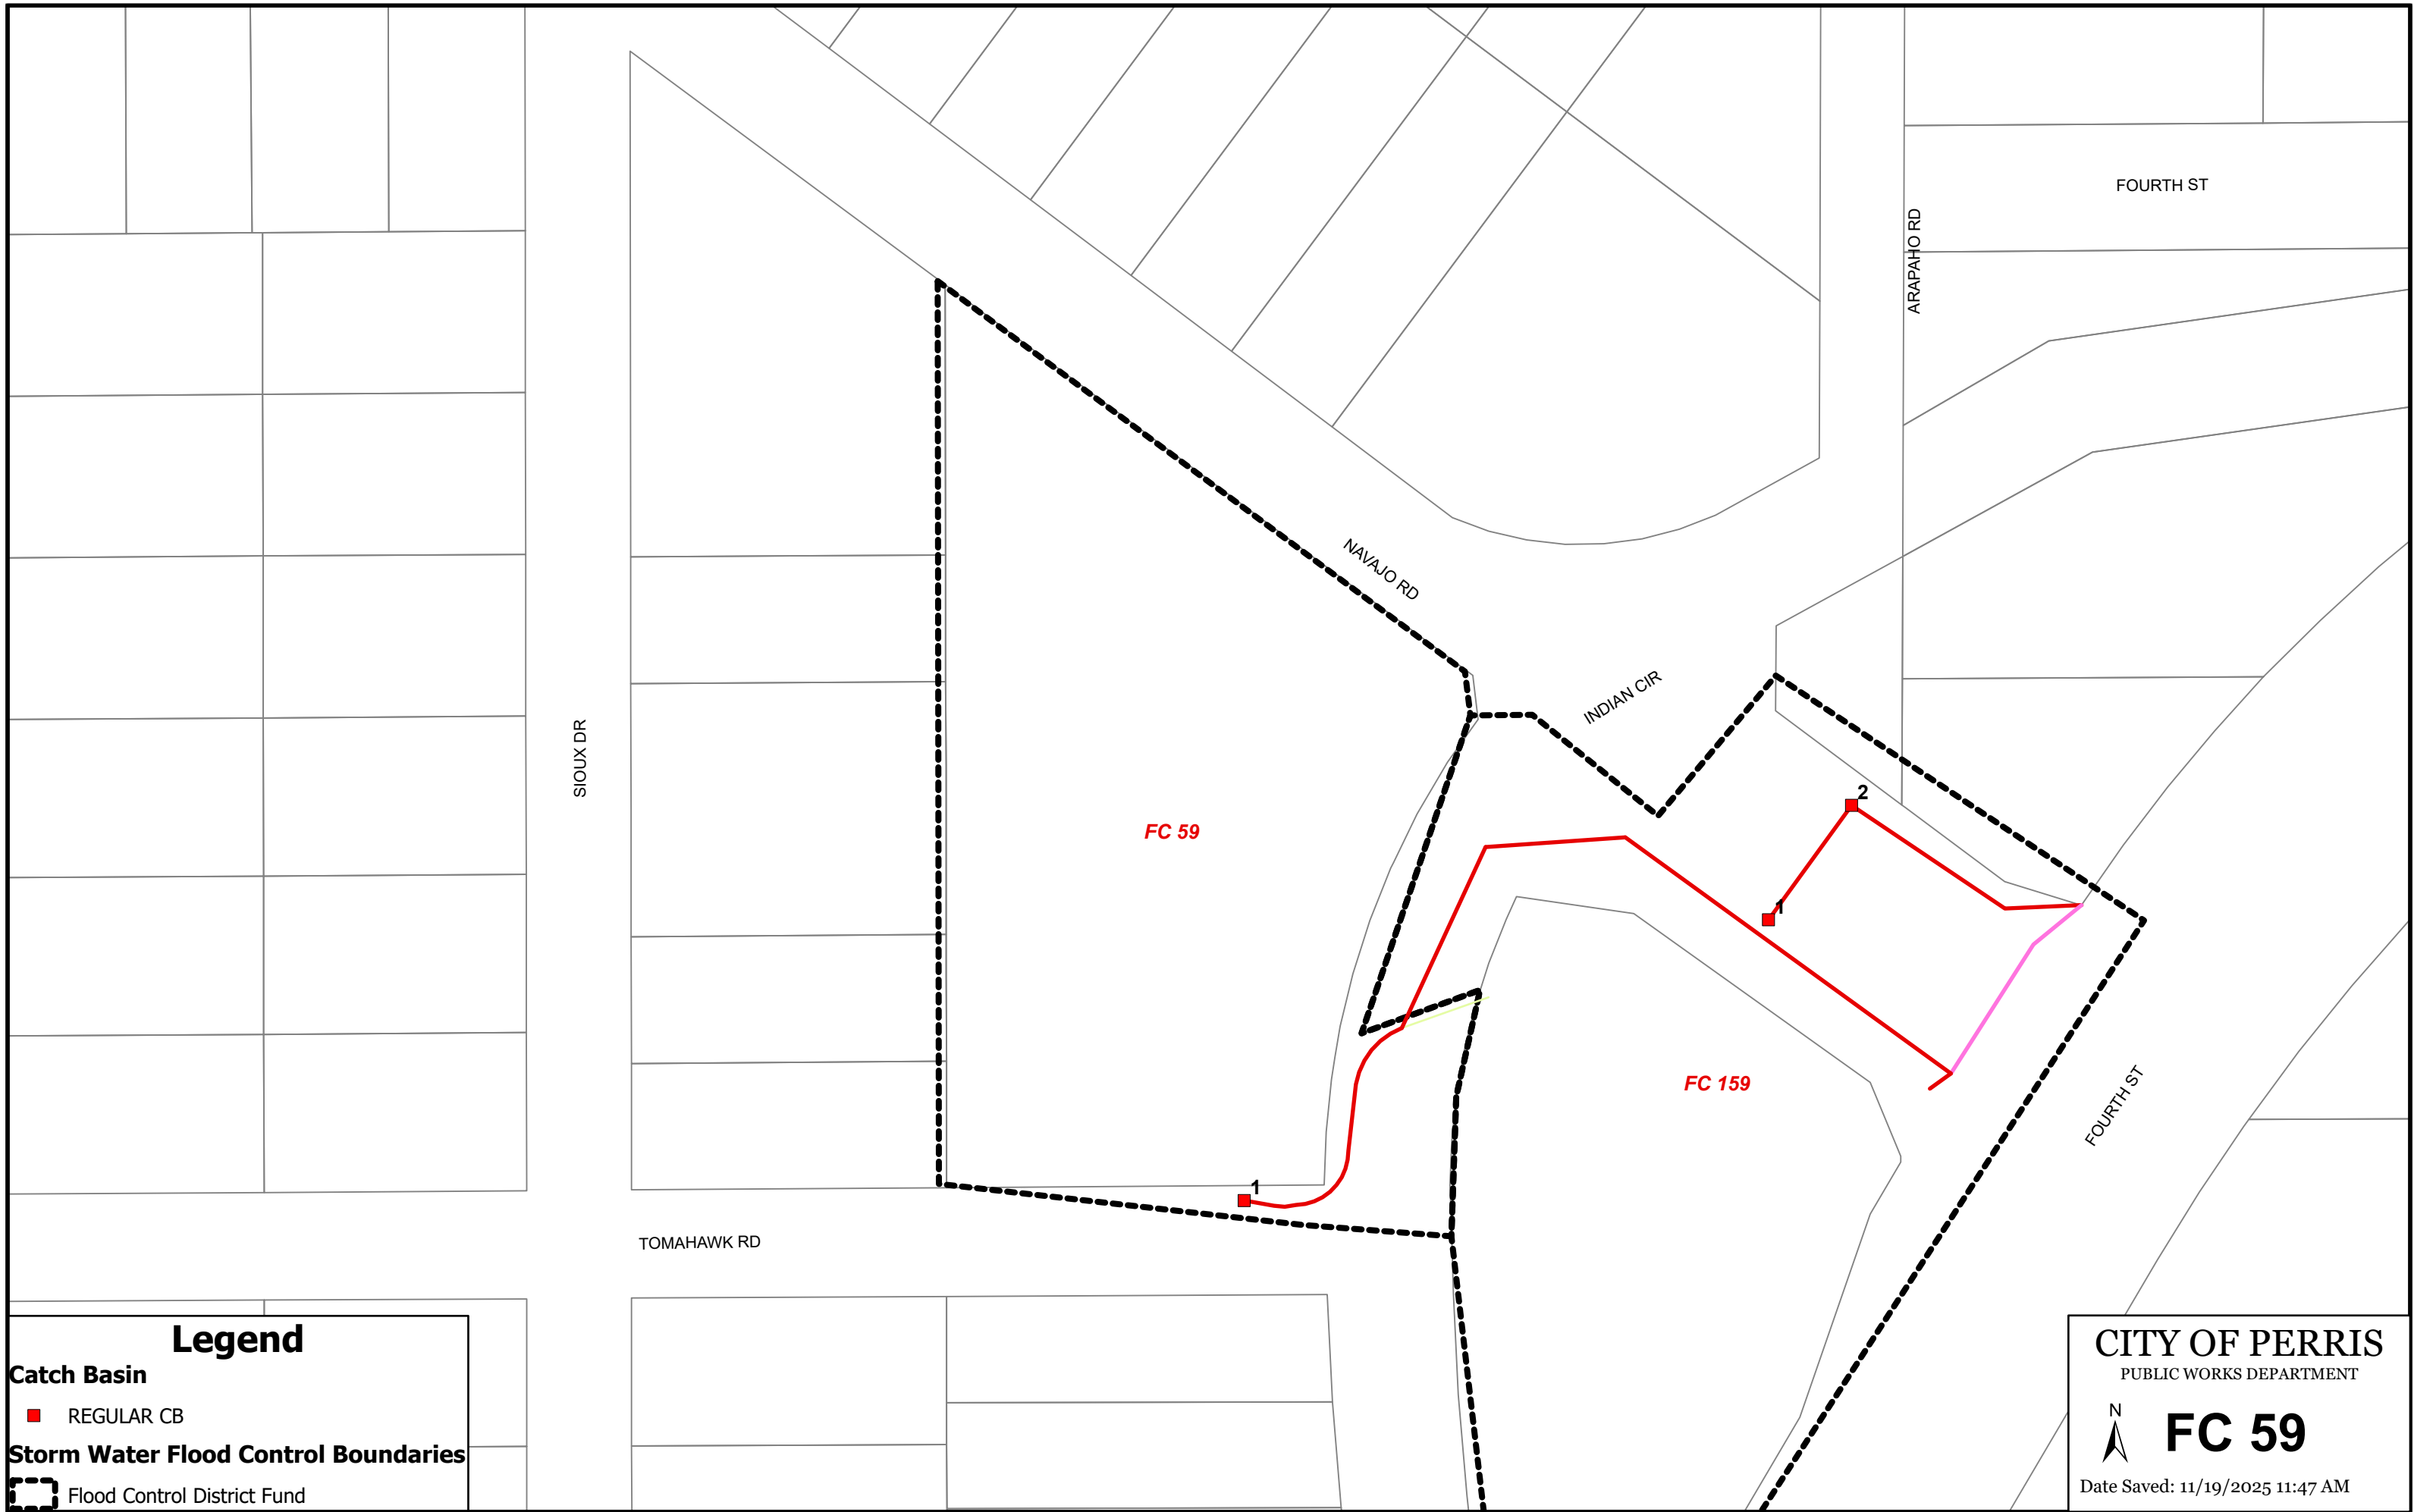 FOURTH ST
ARAPAHO RD
NAVAJO RD
INDIAN CIR
SIOUX DR
2
FC 59
1
FC 159
FOURTH ST
1
TOMAHAWK RD
Legend
Catch Basin
REGULAR CB
Storm Water Flood Control Boundaries
Flood Control District Fund
CITY OF PERRIS
PUBLIC WORKS DEPARTMENT
N
FC 59
Date Saved: 11/19/2025 11:47 AM